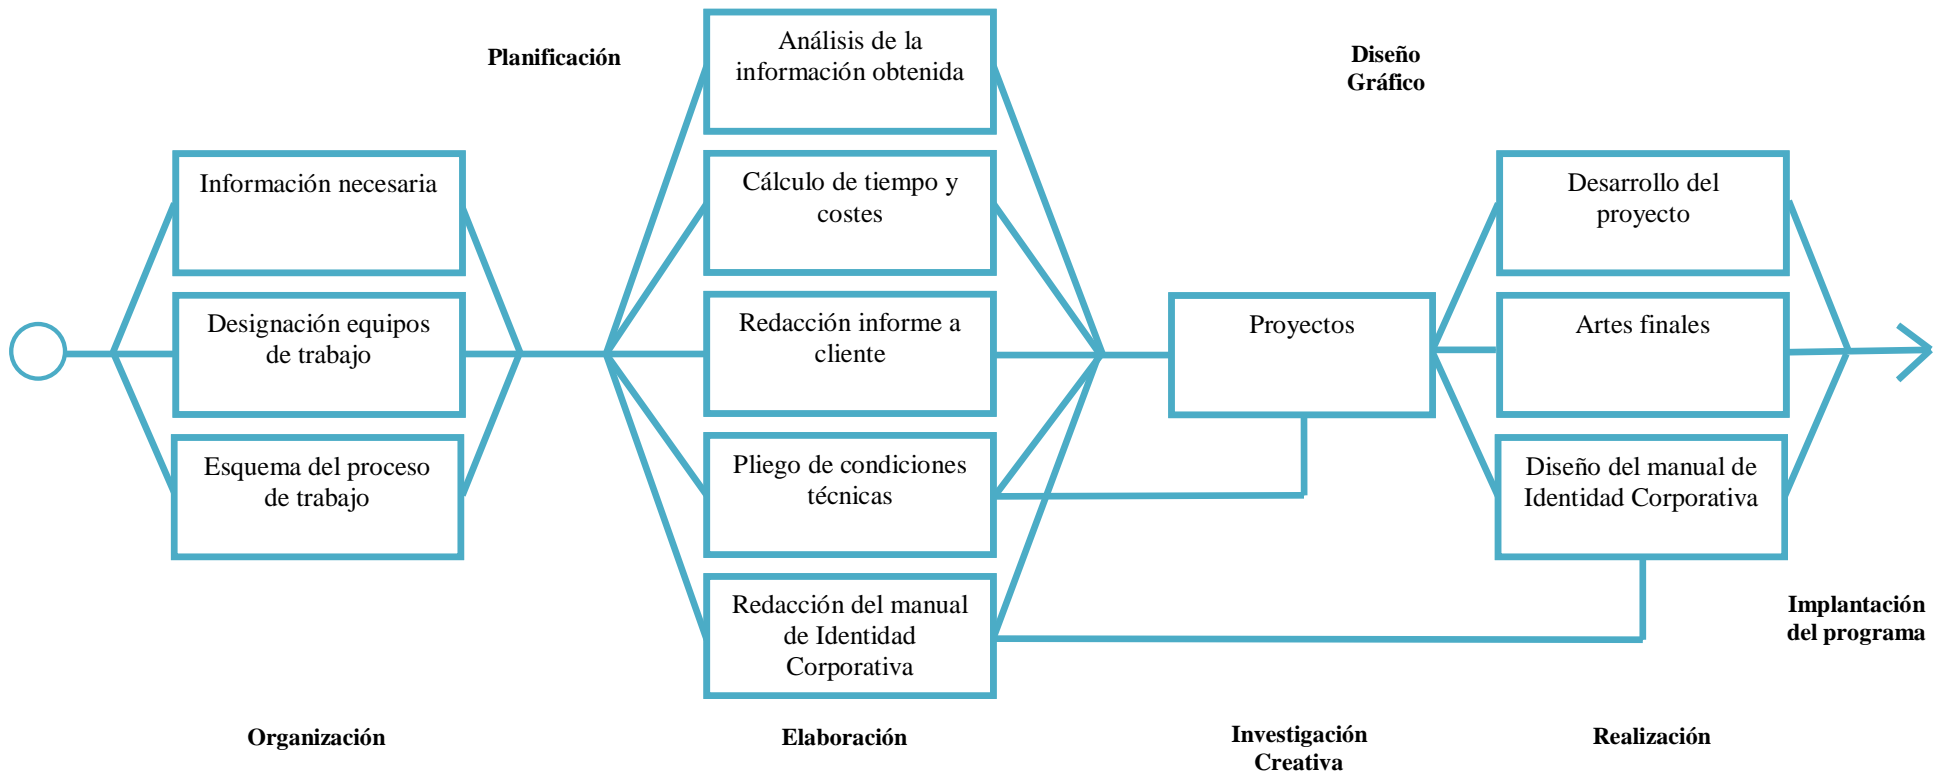 Planificación
Diseño
Gráfico
Información necesaria
Designación equipos
de trabajo
Esquema del proceso
de trabajo
Análisis de la
información obtenida
Cálculo de tiempo y
costes
Redacción informe a
cliente
Pliego de condiciones
técnicas
Redacción del manual
de Identidad
Corporativa
Proyectos
Desarrollo del
proyecto
Artes finales
Diseño del manual de
Identidad Corporativa
Implantación
del programa
Organización
Elaboración
Investigación
Creativa
Realización